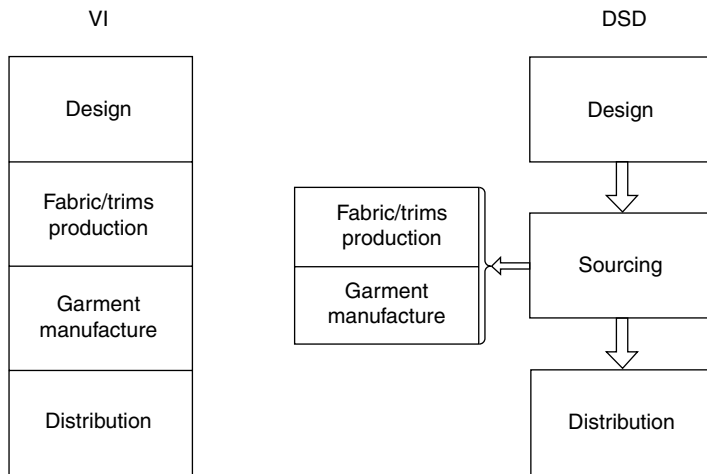 VI
Design
Fabric/trims
production
Garment
manufacture
Distribution
DSD
Design
Fabric/trims
production
Garment
manufacture
Sourcing
Distribution